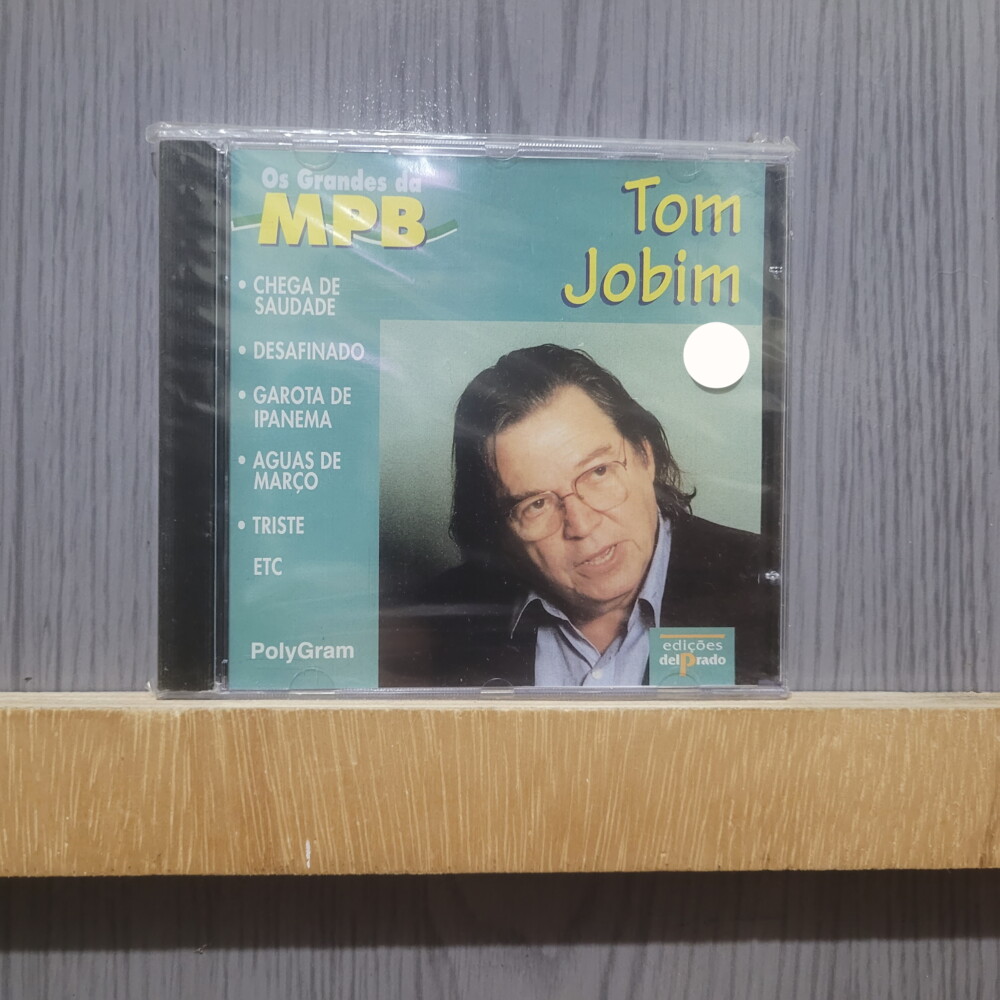 Os Grandes da
MPB
Tom
Jobim
• CHEGA DE
SAUDADE
• DESAFINADO
• GAROTA DE
IPANEMA
• AGUAS DE
MARÇO
• TRISTE
ETC
PolyGram
edições
delPrado